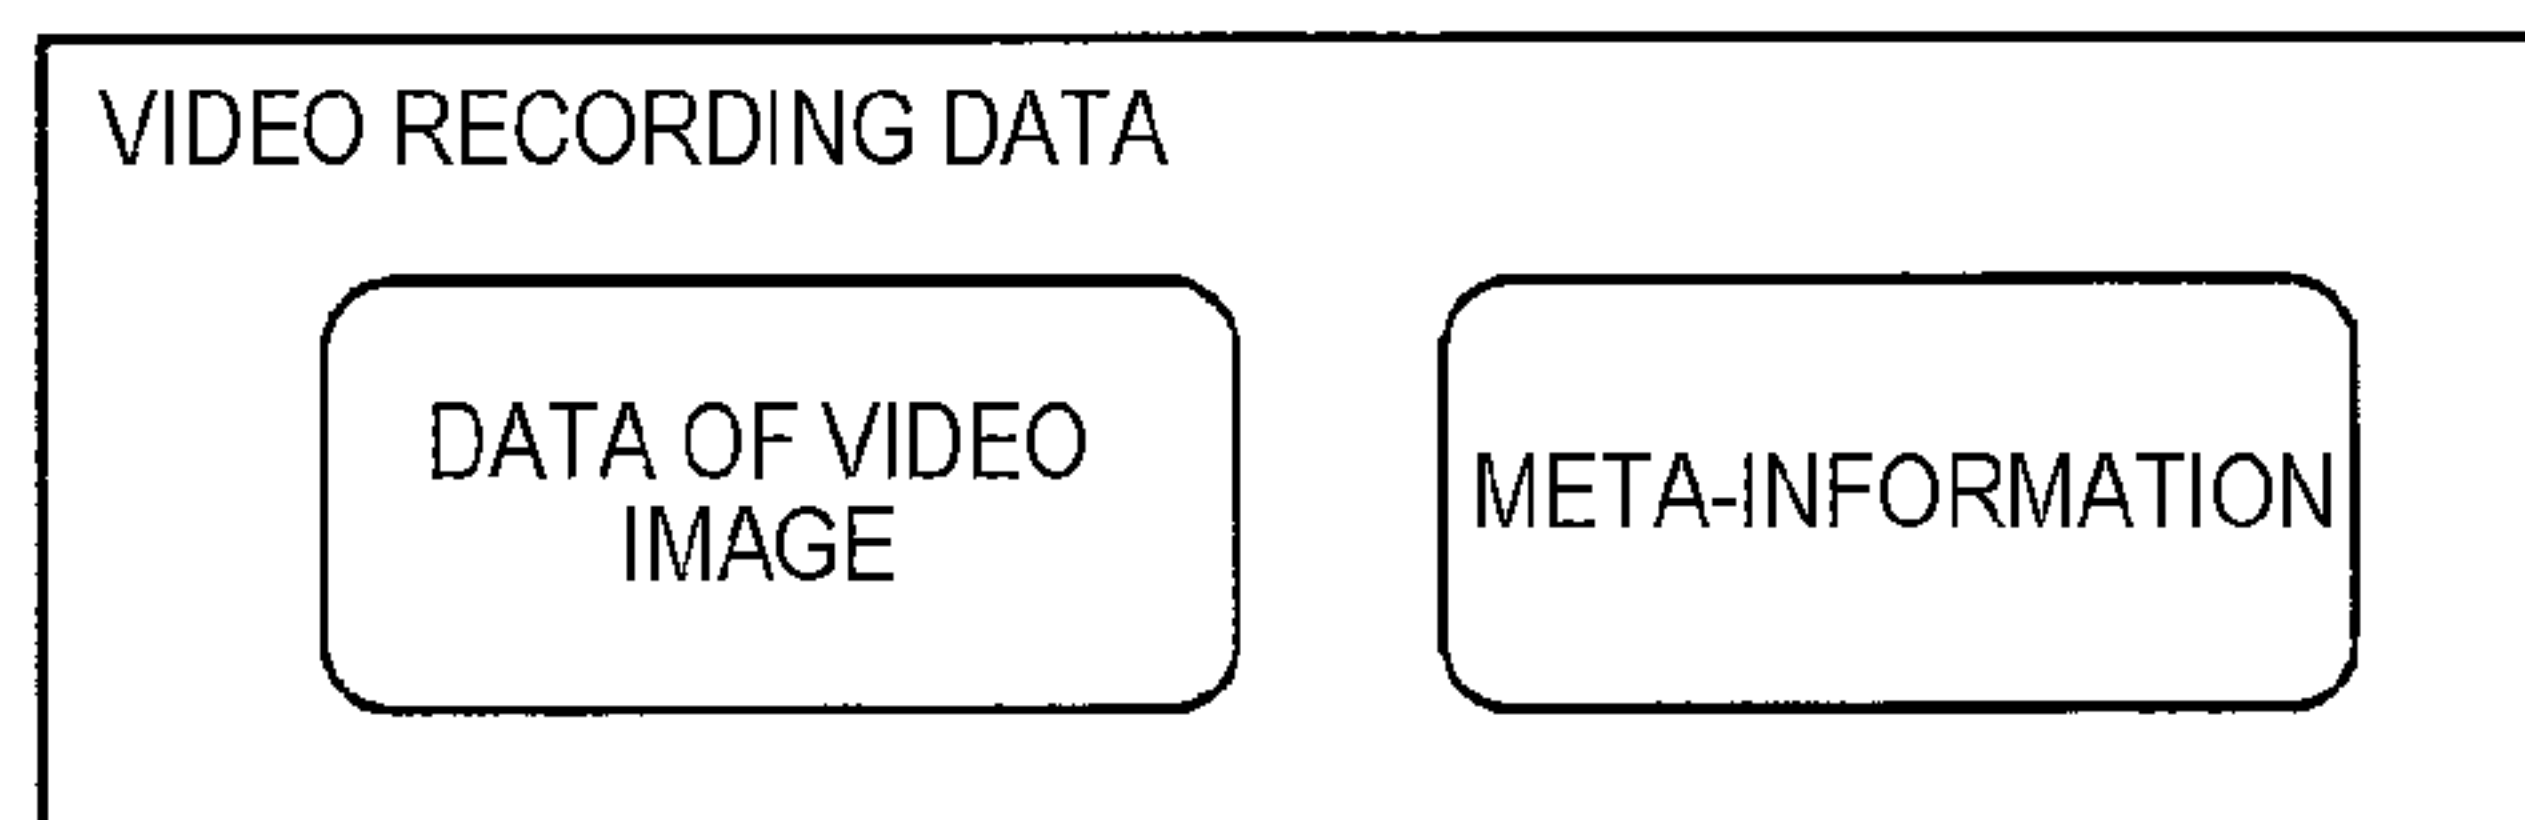 VIDEO RECORDING DATA
DATA OF VIDEO
IMAGE
META-INFORMATION